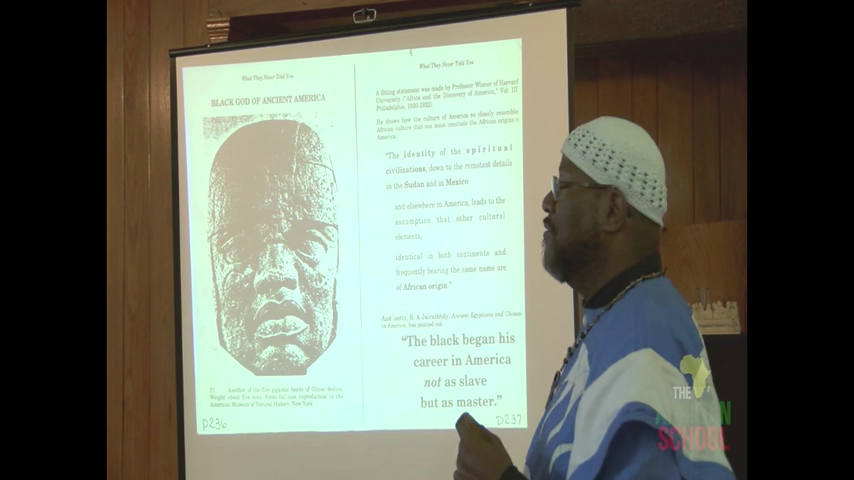 What They Never Told You
BLACK GOD OF ANCIENT AMERICA
51. Another of the five gigantic heads of Olmec
Weight about five tons. From full-size reproduction in the
American Museum of Natural History, New York.
D236
What They Never Told You
A fitting statement was made by Professor Wiener of Harvard
University ("Africa and the Discovery of America," Vol. III
Philadelphia, 1920-1922).
He shows how the culture of America so closely resemble
African culture that one must conclude the African origins
America
"The identity of the spiritual
civilizations, down to the remotest details
in the Sudan and in Mexico
and elsewhere in America, leads to the
assumption that other cultural
elements,
identical in both continents and
frequently bearing the same name are
of African origin."
And lastly, R. A Jairazbhoy, Ancient Egyptians and Chinese
in America, has pointed out
"The black began his
career in America
not as slave
but as master."
D237
THE
SCHOOL